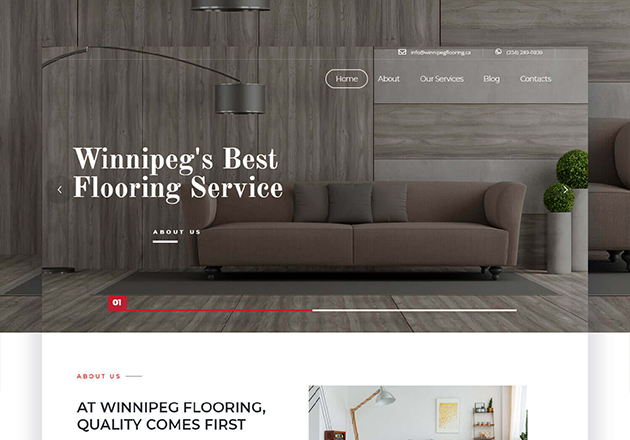 info@winnipegflooring.ca
(204) 289-0839
Home
About
Our Services
Blog
Contacts
Winnipeg's Best
Flooring Service
ABOUT US
01
ABOUT US
AT WINNIPEG FLOORING,
QUALITY COMES FIRST